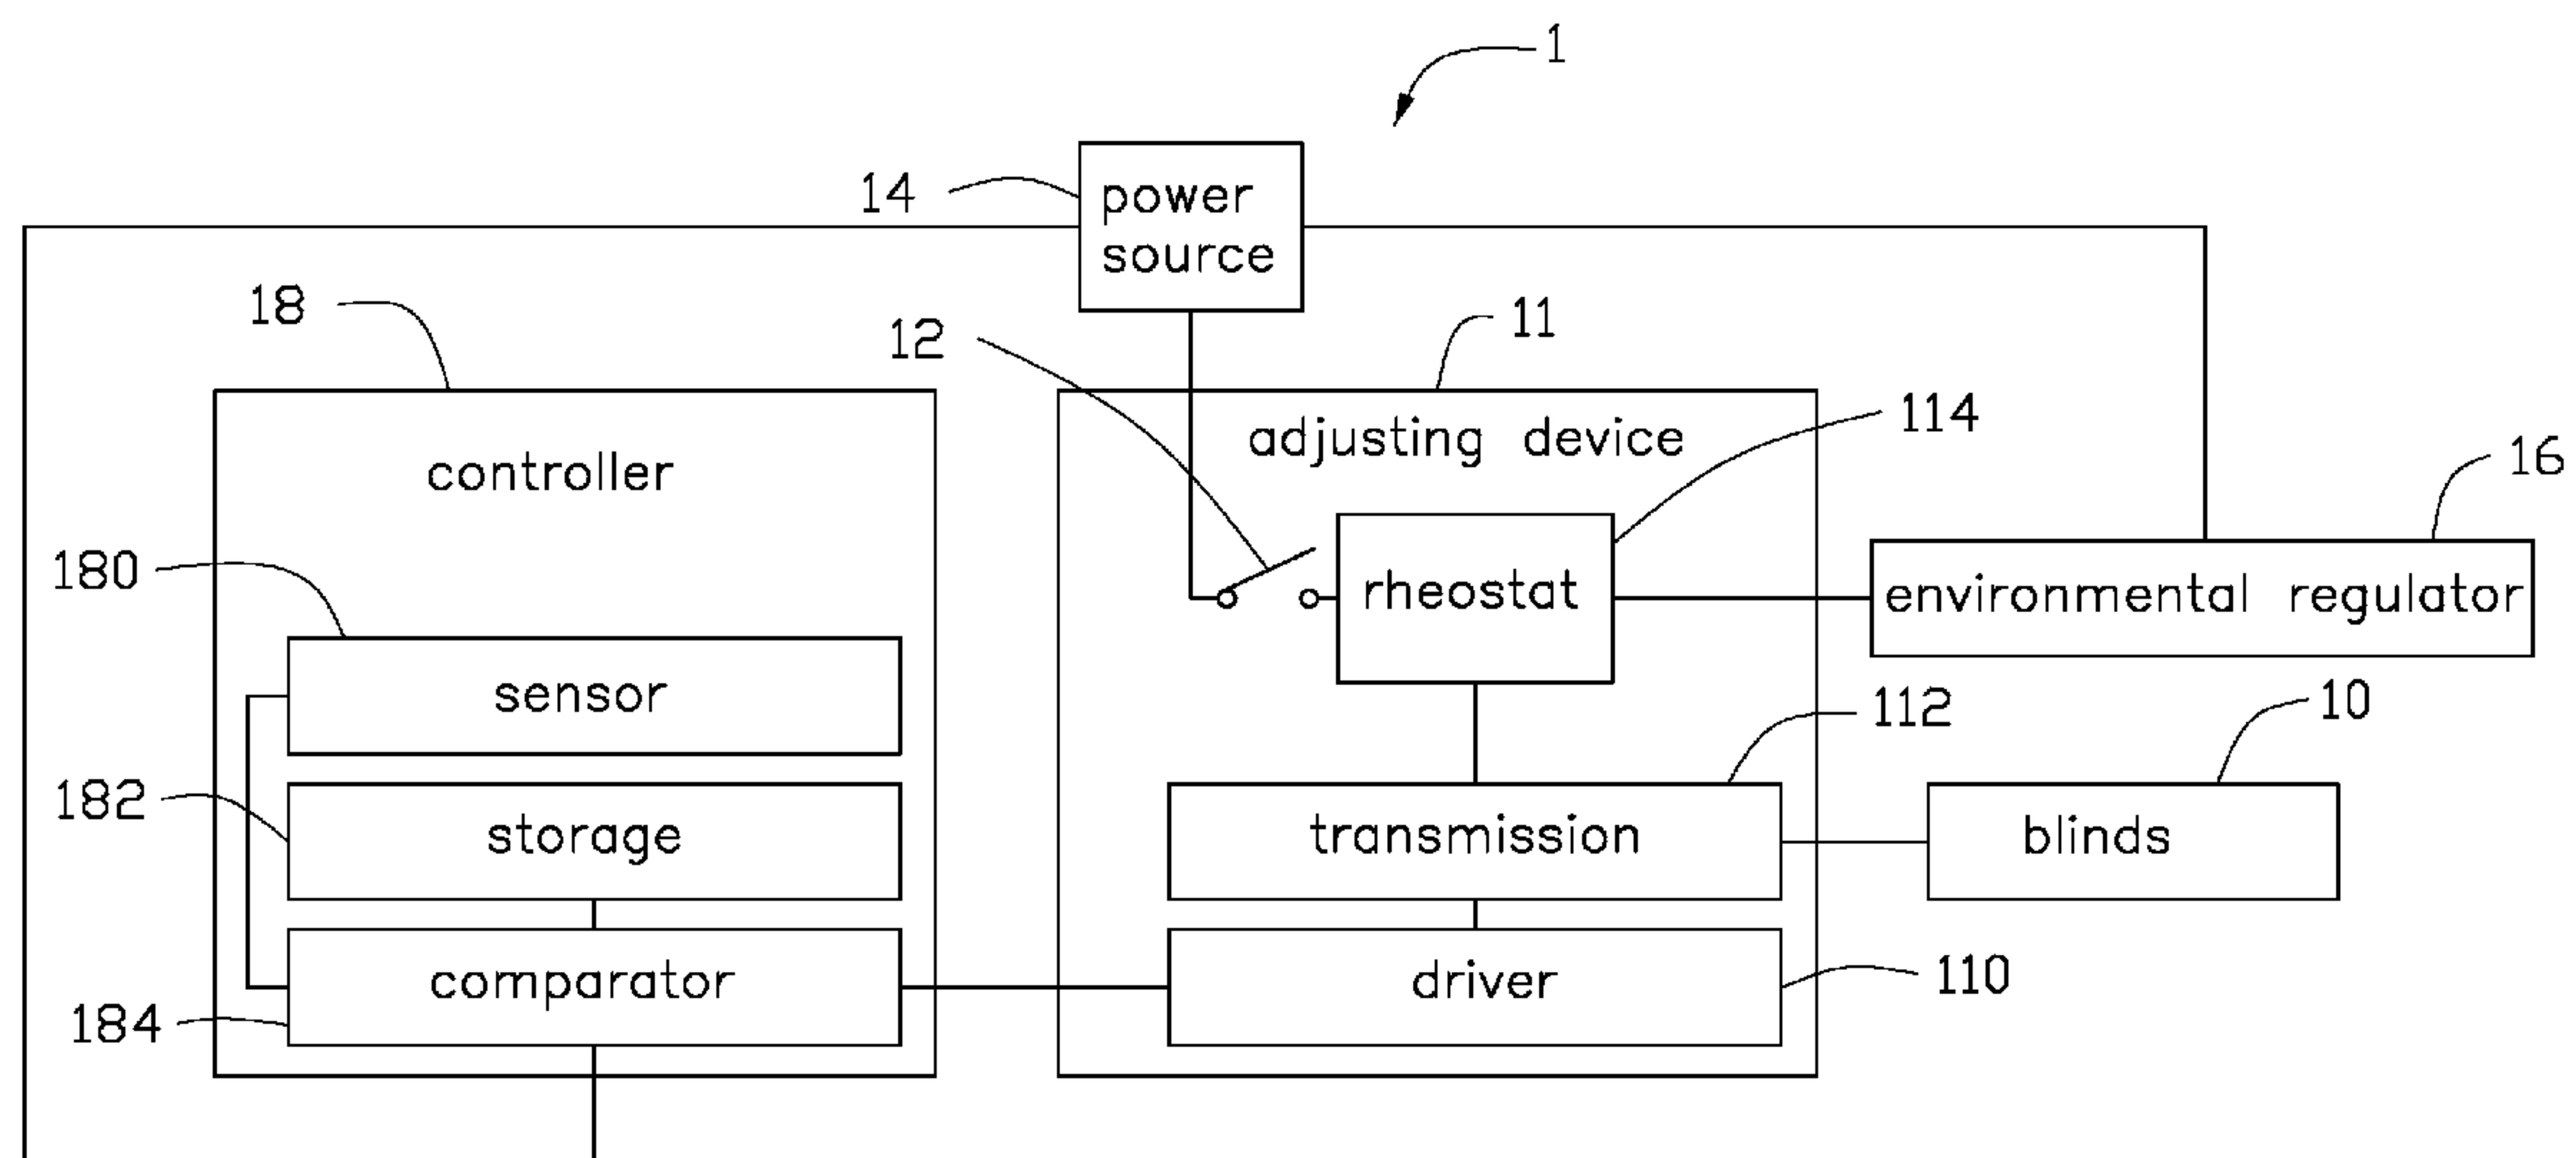 1
14
power
source
18
12
11
controller
adjusting device
114
16
180
rheostat
environmental regulator
sensor
112
10
182
storage
transmission
blinds
184
comparator
driver
110